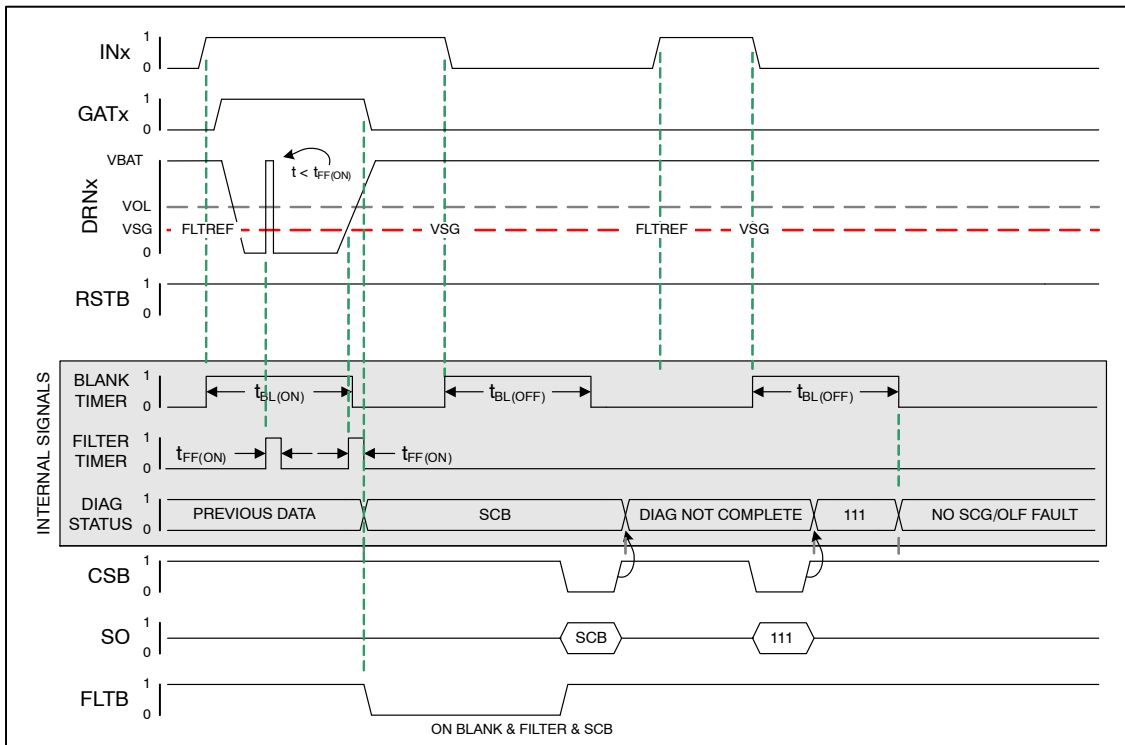 INx 1 0
GATx 1 0
DRNx VBAT VOL VSG 0
t < tFF(ON)
FLTREF VSG FLTREF VSG
RSTB 1 0
INTERNAL SIGNALS
BLANK TIMER 1 0
tBL(ON) tBL(OFF) tBL(OFF)
FILTER TIMER 1 0
tFF(ON) tFF(ON)
DIAG STATUS 1 0
PREVIOUS DATA SCB DIAG NOT COMPLETE 111 NO SCG/OLF FAULT
CSB 1 0
SO 1 0
SCB 111
FLTB 1 0
ON BLANK & FILTER & SCB